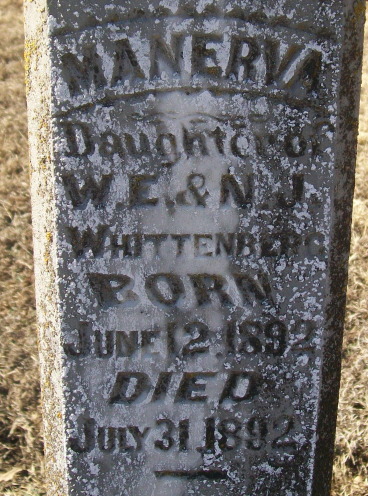 MANERVA
Daughter of
W.E. & N.J.
WHITTENBERG
BORN
JUNE 12, 1892
DIED
JULY 31, 1892